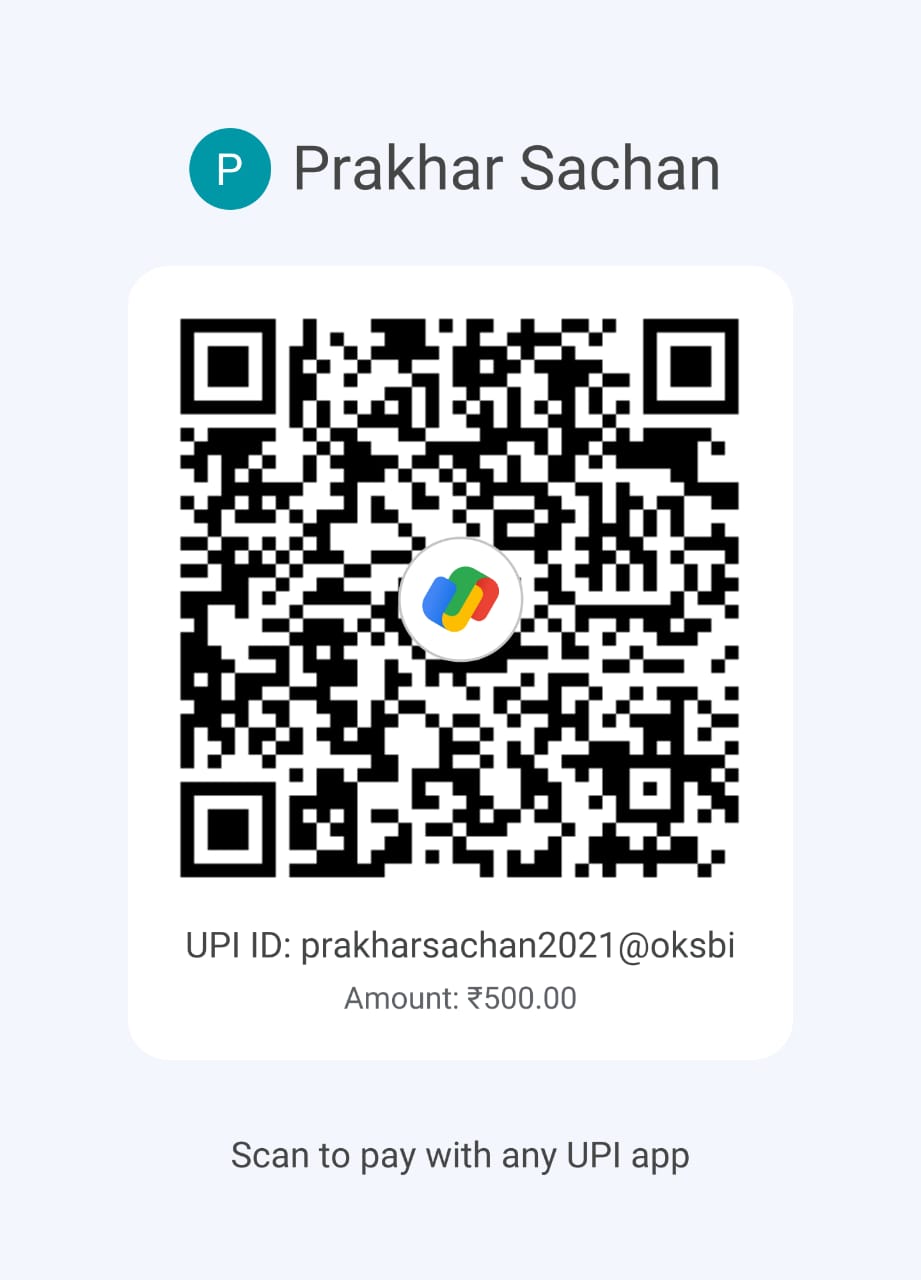 P Prakhar Sachan
UPI ID: prakharsachan2021@oksbi
Amount: ₹500.00
Scan to pay with any UPI app